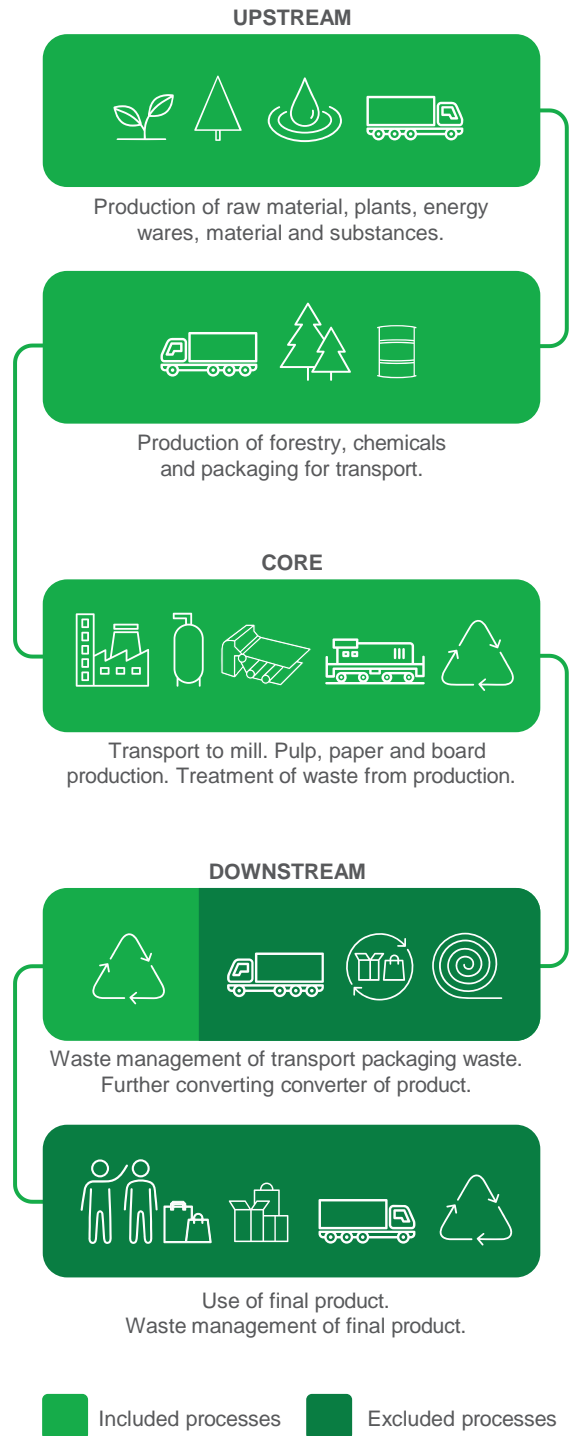 UPSTREAM
Production of raw material, plants, energy
wares, material and substances.
Production of forestry, chemicals
and packaging for transport.
CORE
Transport to mill. Pulp, paper and board
production. Treatment of waste from production.
DOWNSTREAM
Waste management of transport packaging waste.
Further converting converter of product.
Use of final product.
Waste management of final product.
Included processes
Excluded processes